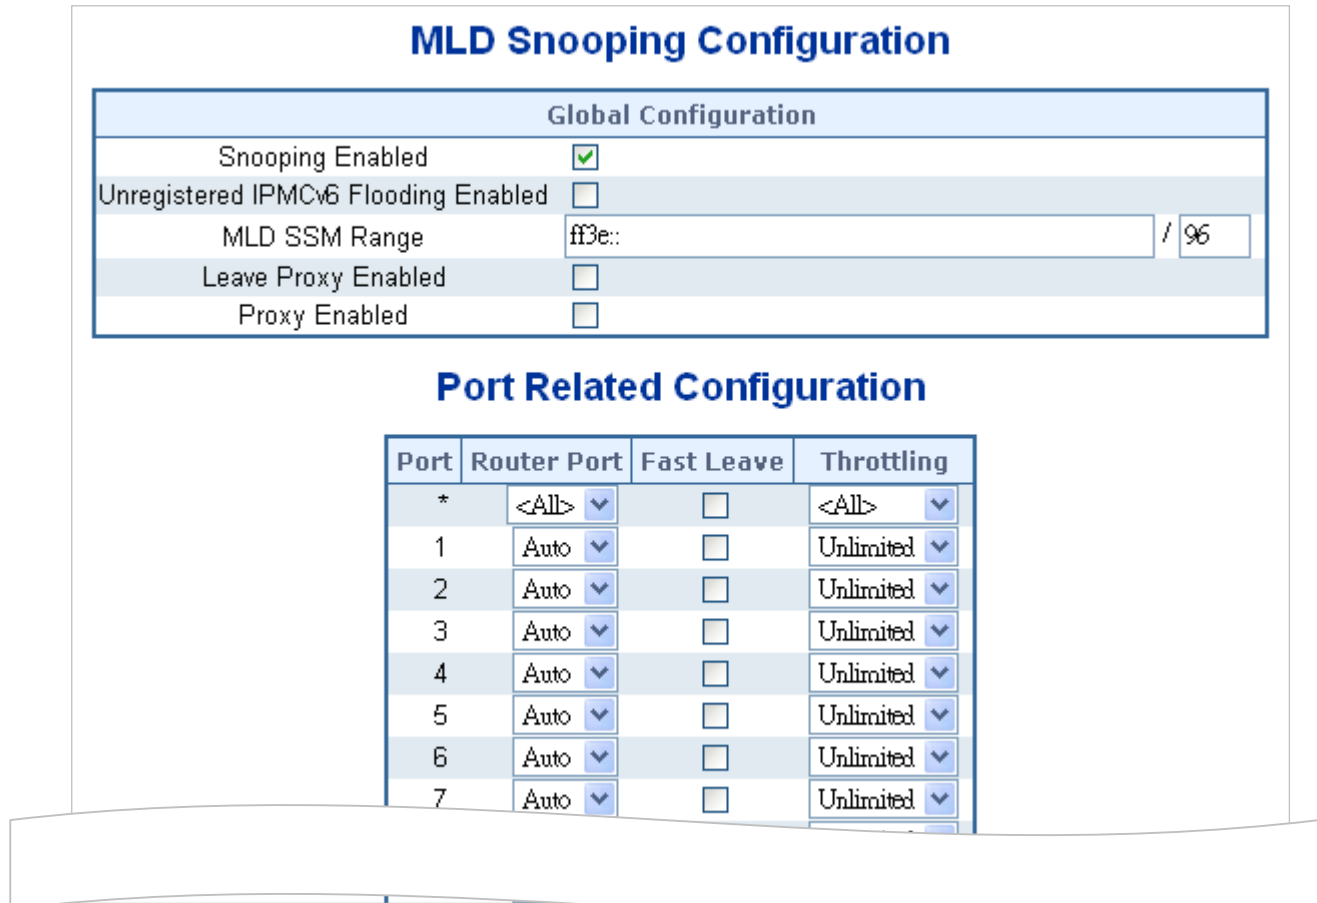 MLD Snooping Configuration
Global Configuration
Snooping Enabled
Unregistered IPMCv6 Flooding Enabled
MLD SSM Range ff3e:: / 96
Leave Proxy Enabled
Proxy Enabled
Port Related Configuration
Port Router Port Fast Leave Throttling
* <All> <All>
1 Auto Unlimited
2 Auto Unlimited
3 Auto Unlimited
4 Auto Unlimited
5 Auto Unlimited
6 Auto Unlimited
7 Auto Unlimited